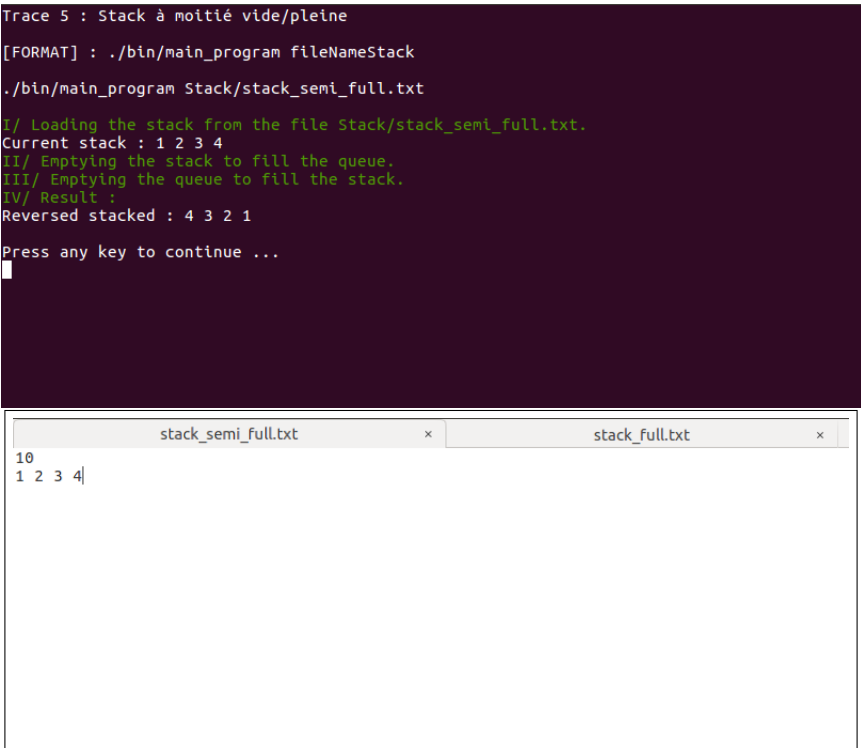 Trace 5 : Stack à moitié vide/pleine
[FORMAT] : ./bin/main_program fileNameStack
./bin/main_program Stack/stack_semi_full.txt
I/ Loading the stack from the file Stack/stack_semi_full.txt.
Current stack : 1 2 3 4
II/ Emptying the stack to fill the queue.
III/ Emptying the queue to fill the stack.
IV/ Result :
Reversed stacked : 4 3 2 1
Press any key to continue ...
stack_semi_full.txt × stack_full.txt ×
10
1 2 3 4